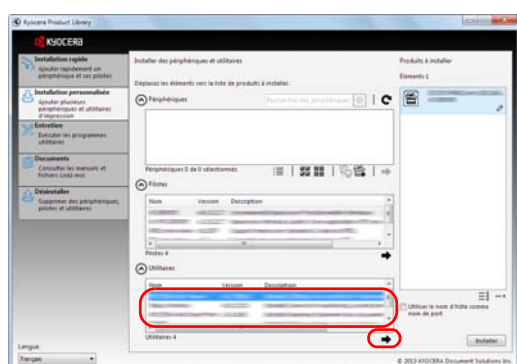 Kyocera Product Library
KYOCERA
Installation rapide
Ajouter rapidement un
périphérique et ses pilotes
Installation personnalisée
Ajouter plusieurs
périphériques et utilitaires
d'impression
Entretien
Exécuter les programmes
utilitaires
Documents
Consulter les manuels et
fichiers Lisez-moi
Désinstaller
Supprimer des périphériques,
pilotes et utilitaires
Langue
Français
Installer des périphériques et utilitaires
Déplacez les éléments vers la liste de produits à installer.
Périphériques
Rechercher des périphériques
Périphériques 0 de 0 sélectionnés
Pilotes
Nom Version Description
Pilotes 4
Utilitaires
Nom Version Description
Utilitaires 4
Produits à installer
Eléments 1
Utiliser le nom d'hôte comme
nom de port
Installer
© 2013 KYOCERA Document Solutions Inc.